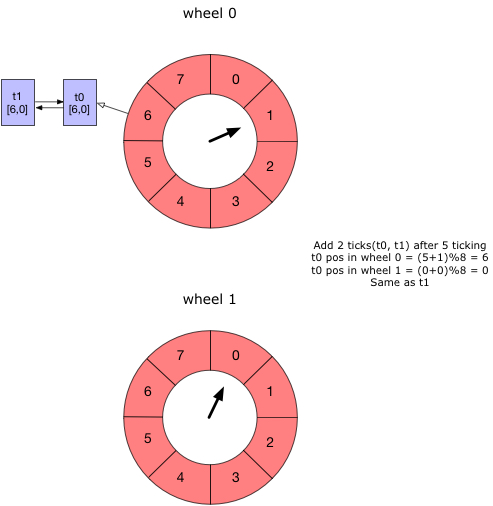 wheel 0
7 0
t1 t0
[6,0] [6,0]
6 1
5 2
4 3
Add 2 ticks(t0, t1) after 5 ticking
t0 pos in wheel 0 = (5+1)%8 = 6
t0 pos in wheel 1 = (0+0)%8 = 0
Same as t1
wheel 1
7 0
6 1
5 2
4 3